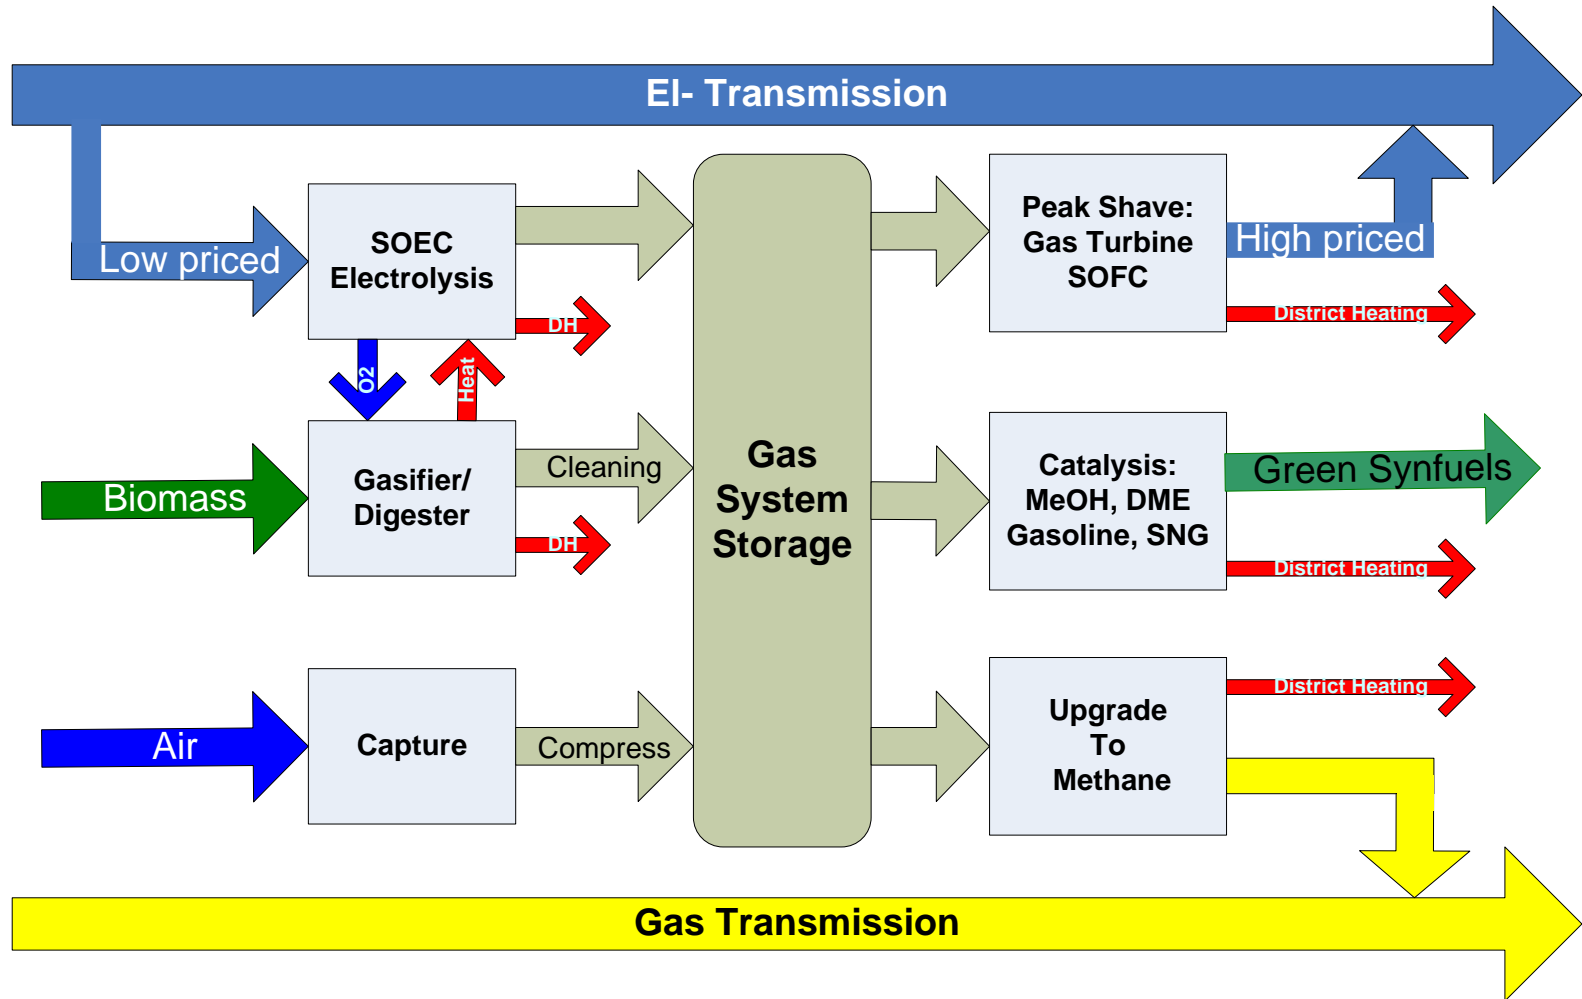 El- Transmission
Low priced
SOEC
Electrolysis
DH
O2
Heat
Biomass
Gasifier/
Digester
Cleaning
DH
Air
Capture
Compress
Gas
System
Storage
Peak Shave:
Gas Turbine
SOFC
High priced
District Heating
Catalysis:
MeOH, DME
Gasoline, SNG
Green Synfuels
District Heating
Upgrade
To
Methane
District Heating
Gas Transmission